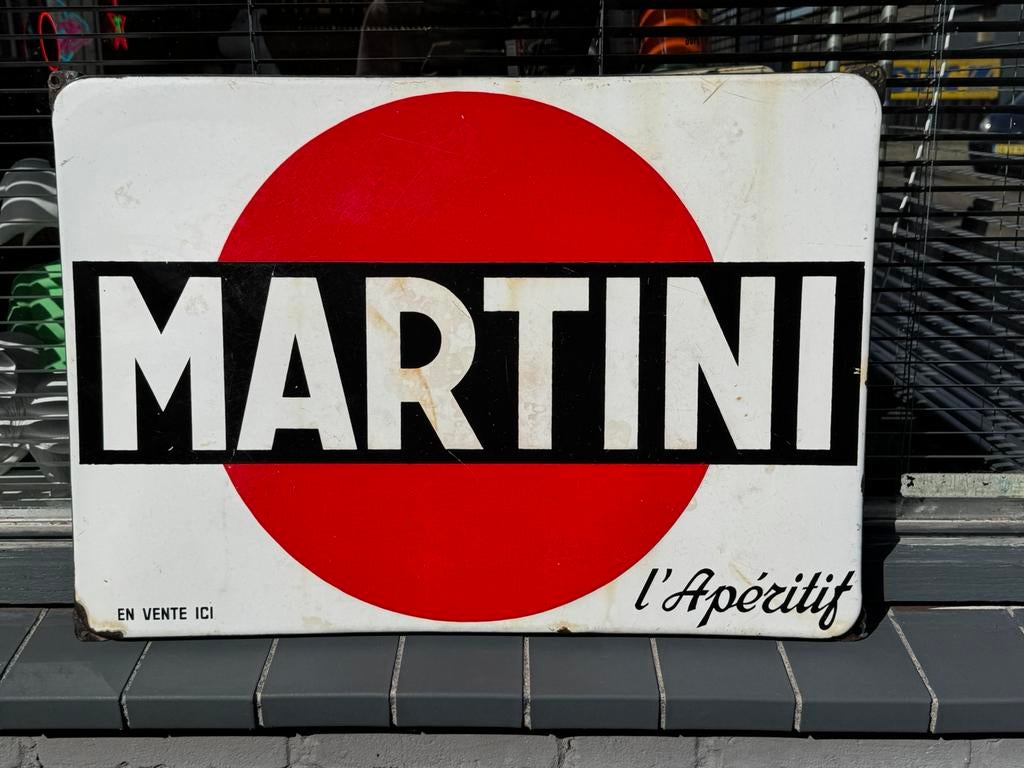 MARTINI
l'Apéritif
EN VENTE ICI